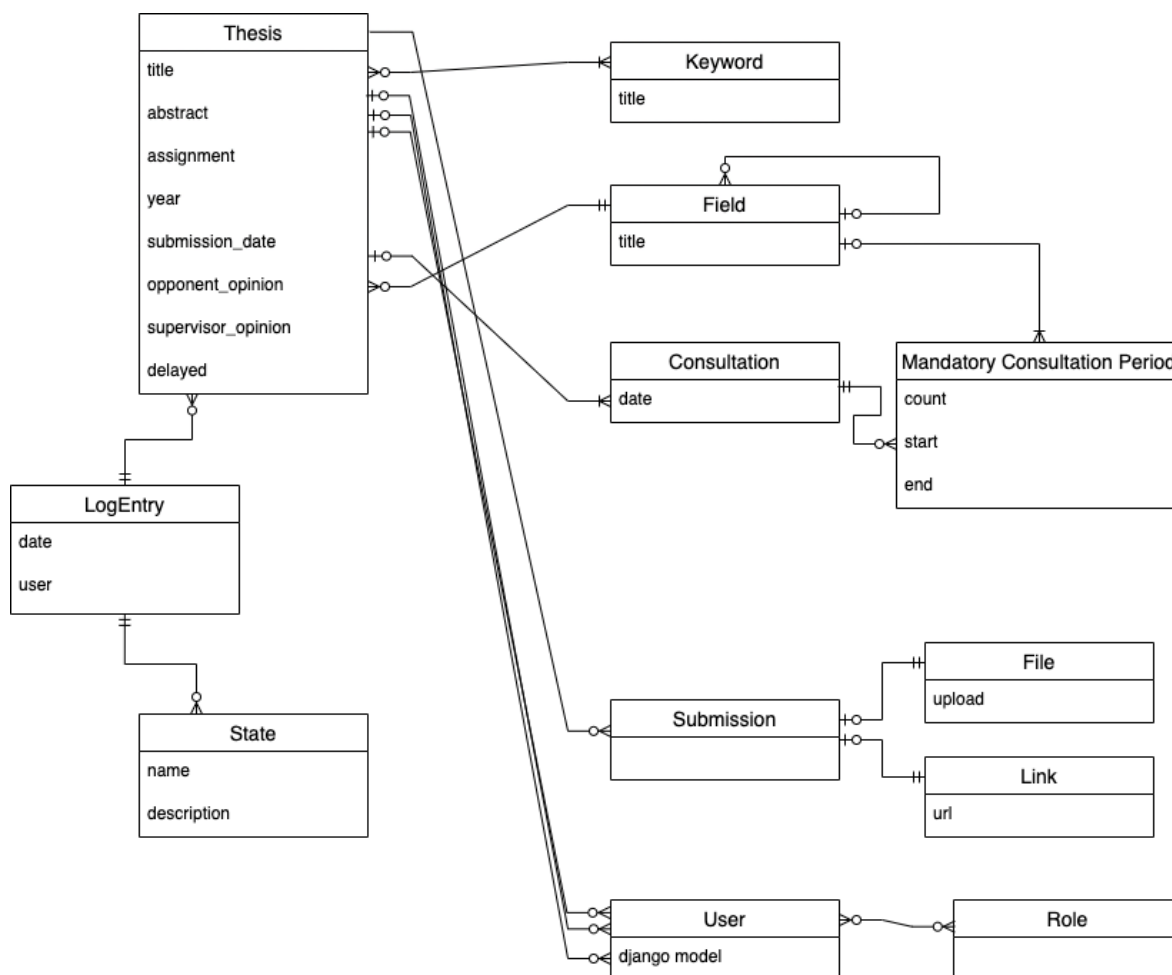 Thesis
title
abstract
assignment
year
submission_date
opponent_opinion
supervisor_opinion
delayed
Keyword
title
Field
title
Consultation
date
Mandatory Consultation Period
count
start
end
LogEntry
date
user
State
name
description
Submission
File
upload
Link
url
User
django model
Role